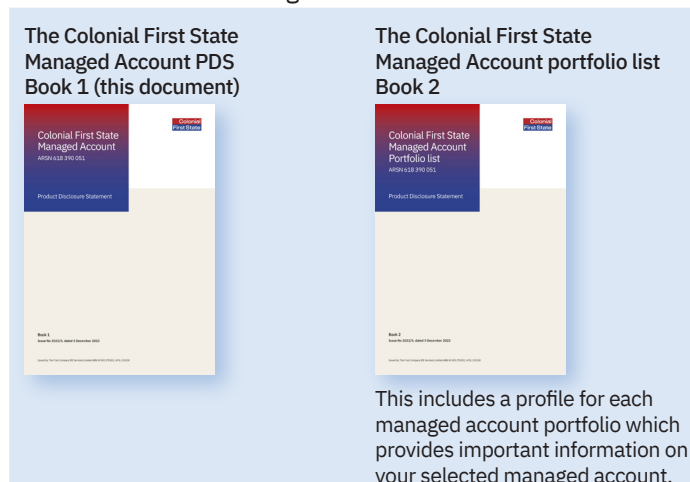 The Colonial First State
Managed Account PDS
Book 1 (this document)
Colonial
First State
Colonial First State
Managed Account
ARSN 618 390 051
Product Disclosure Statement
Book 1
The Colonial First State
Managed Account portfolio list
Book 2
Colonial
First State
Colonial First State
Managed Account
Portfolio list
ARSN 618 390 051
Product Disclosure Statement
Book 2
This includes a profile for each
managed account portfolio which
provides important information on
your selected managed account.